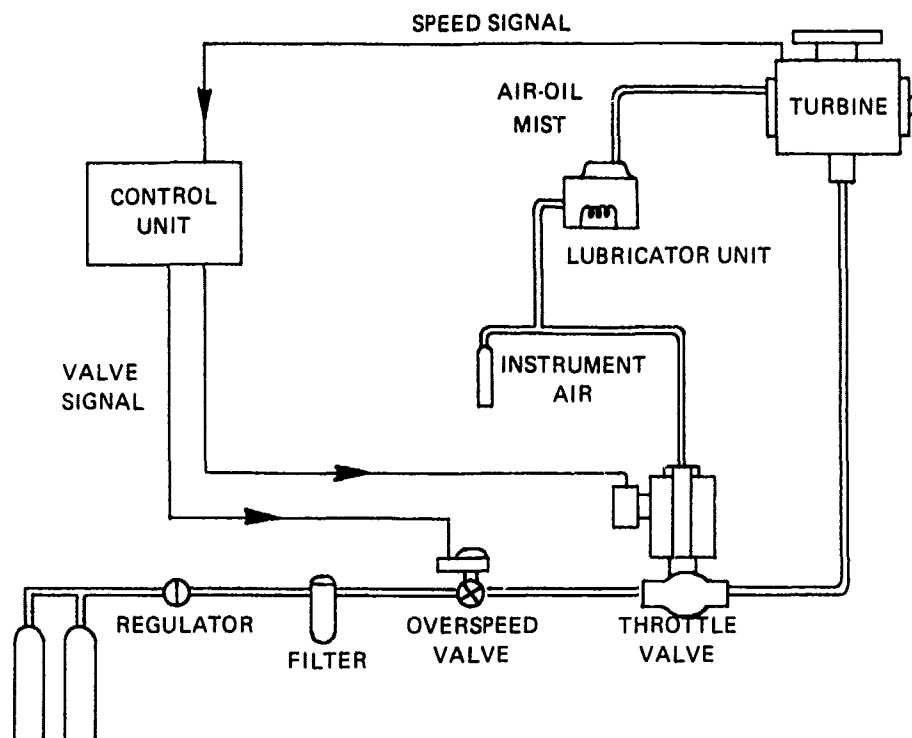 SPEED SIGNAL
AIR-OIL
MIST
TURBINE
CONTROL
UNIT
LUBRICATOR UNIT
VALVE
SIGNAL
INSTRUMENT
AIR
REGULATOR
FILTER
OVERSPEED
VALVE
THROTTLE
VALVE